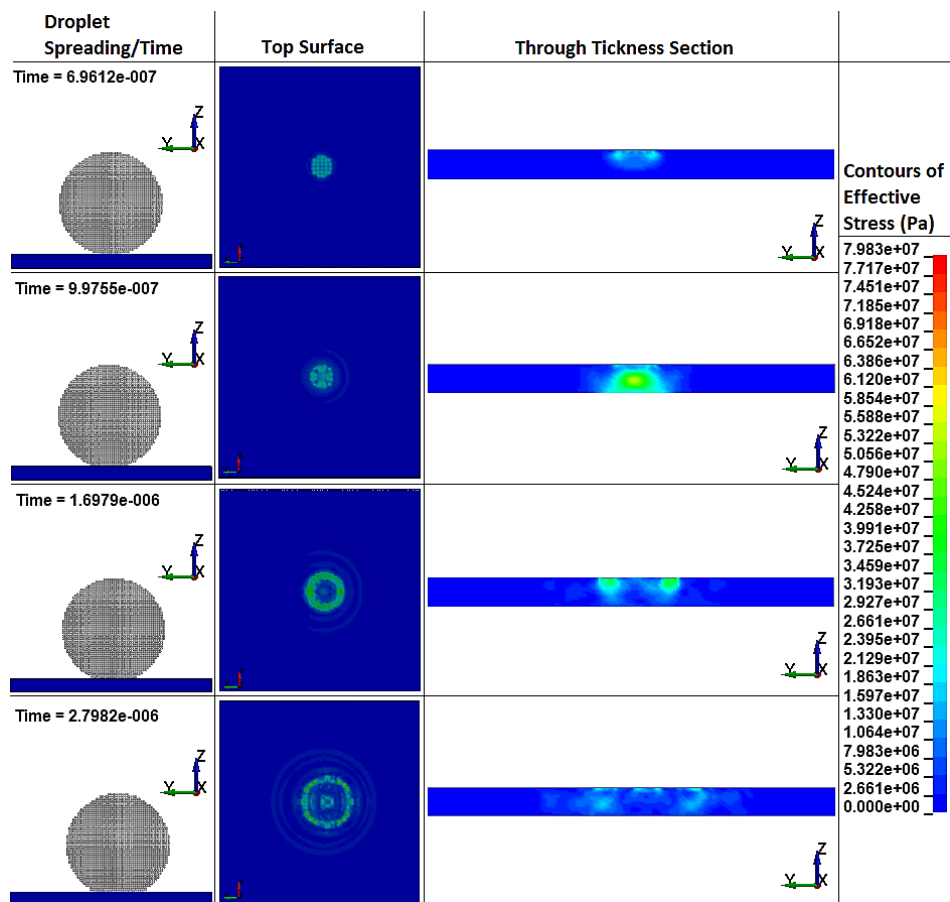 Droplet
Spreading/Time
Top Surface
Through Tickness Section
Time = 6.9612e-007
Z
Y
X
Z
Y
X
Time = 9.9755e-007
Z
Y
X
Z
Y
X
Time = 1.6979e-006
Z
Y
X
Z
Y
X
Time = 2.7982e-006
Z
Y
X
Z
Y
X
Contours of
Effective
Stress (Pa)
7.983e+07
7.717e+07
7.451e+07
7.185e+07
6.918e+07
6.652e+07
6.386e+07
6.120e+07
5.854e+07
5.588e+07
5.322e+07
5.056e+07
4.790e+07
4.524e+07
4.258e+07
3.991e+07
3.725e+07
3.459e+07
3.193e+07
2.927e+07
2.661e+07
2.395e+07
2.129e+07
1.863e+07
1.597e+07
1.330e+07
1.064e+07
7.983e+06
5.322e+06
2.661e+06
0.000e+00